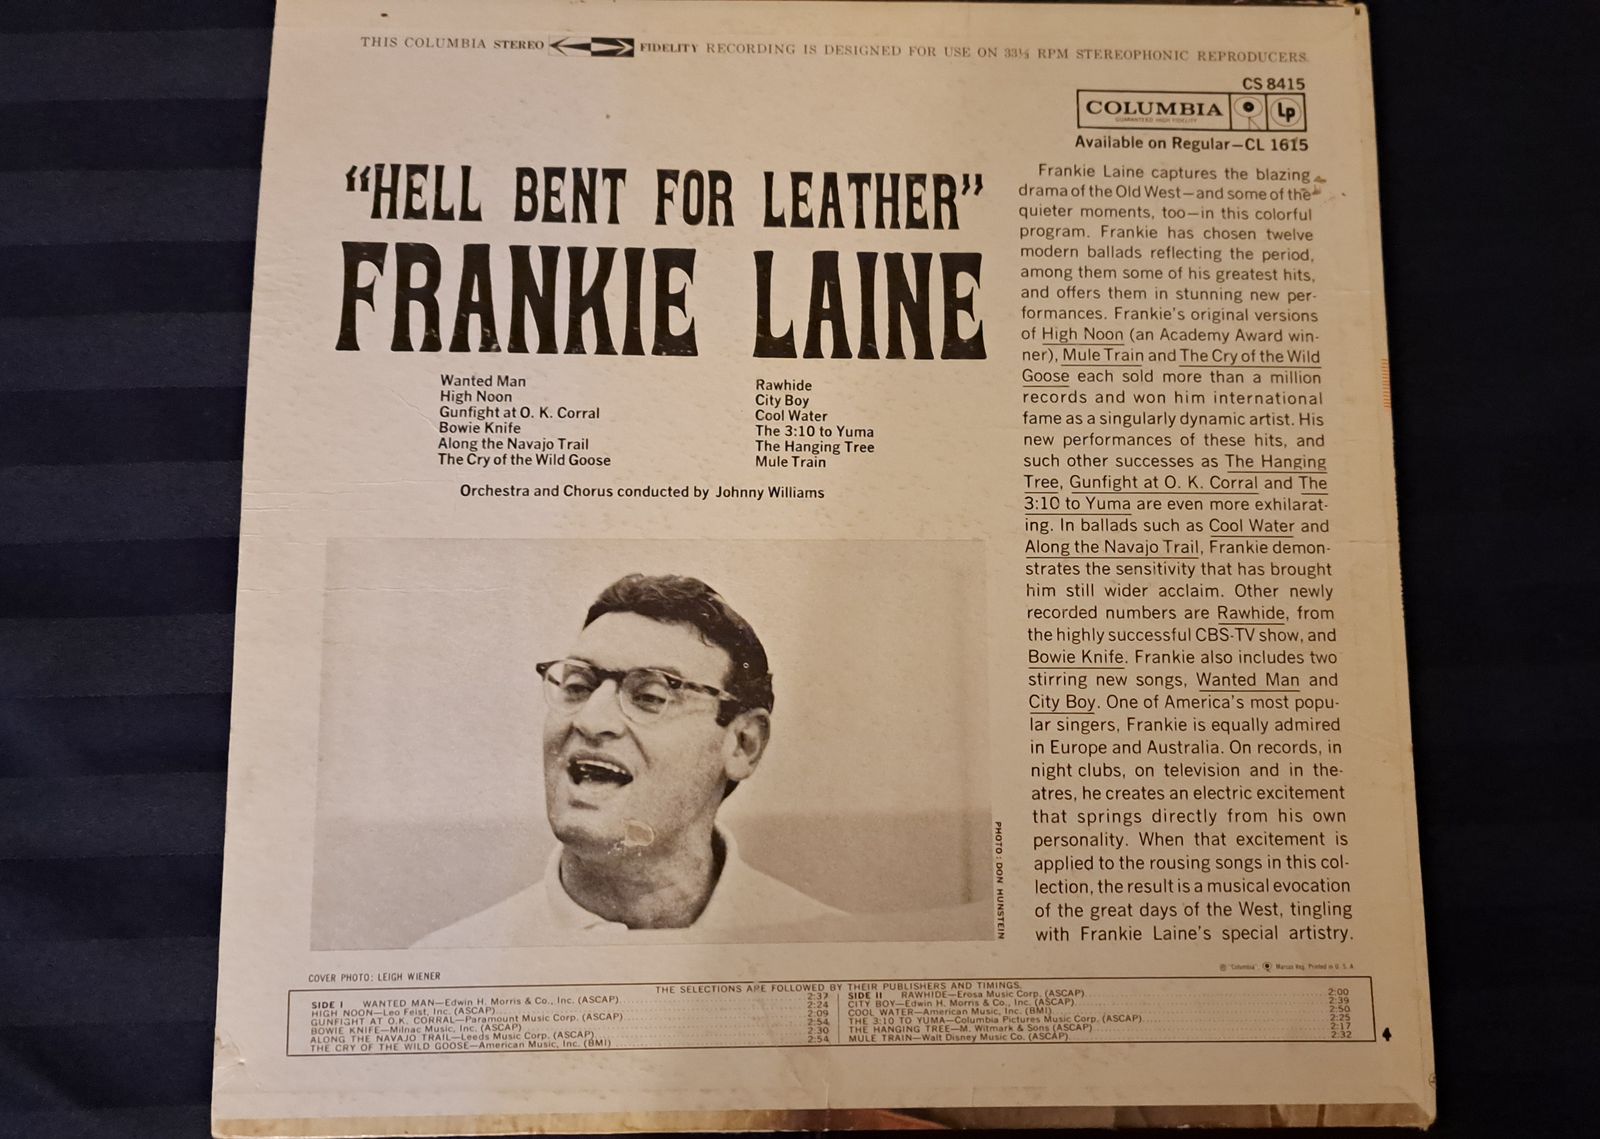 THIS COLUMBIA STEREO FIDELITY RECORDING IS DESIGNED FOR USE ON 33⅓ RPM STEREOPHONIC REPRODUCERS
CS 8415
COLUMBIA
GUARANTEED HIGH FIDELITY
Lp
Available on Regular—CL 1615
"HELL BENT FOR LEATHER"
FRANKIE LAINE
Wanted Man
High Noon
Gunfight at O. K. Corral
Bowie Knife
Along the Navajo Trail
The Cry of the Wild Goose
Rawhide
City Boy
Cool Water
The 3:10 to Yuma
The Hanging Tree
Mule Train
Orchestra and Chorus conducted by Johnny Williams
Frankie Laine captures the blazing
drama of the Old West—and some of the
quieter moments, too—in this colorful
program. Frankie has chosen twelve
modern ballads reflecting the period,
among them some of his greatest hits,
and offers them in stunning new per-
formances. Frankie's original versions
of High Noon (an Academy Award win-
ner), Mule Train and The Cry of the Wild
Goose each sold more than a million
records and won him international
fame as a singularly dynamic artist. His
new performances of these hits, and
such other successes as The Hanging
Tree, Gunfight at O. K. Corral and The
3:10 to Yuma are even more exhilarat-
ing. In ballads such as Cool Water and
Along the Navajo Trail, Frankie demon-
strates the sensitivity that has brought
him still wider acclaim. Other newly
recorded numbers are Rawhide, from
the highly successful CBS-TV show, and
Bowie Knife. Frankie also includes two
stirring new songs, Wanted Man and
City Boy. One of America's most popu-
lar singers, Frankie is equally admired
in Europe and Australia. On records, in
night clubs, on television and in the-
atres, he creates an electric excitement
that springs directly from his own
personality. When that excitement is
applied to the rousing songs in this col-
lection, the result is a musical evocation
of the great days of the West, tingling
with Frankie Laine's special artistry.
PHOTO: DON HUNSTEIN
COVER PHOTO: LEIGH WIENER
® "Columbia", Marcas Reg. Printed in U. S. A.
THE SELECTIONS ARE FOLLOWED BY THEIR PUBLISHERS AND TIMINGS.
SIDE I WANTED MAN—Edwin H. Morris & Co., Inc. (ASCAP) 2:37
HIGH NOON—Leo Feist, Inc. (ASCAP) 2:24
GUNFIGHT AT O.K. CORRAL—Paramount Music Corp. (ASCAP) 2:09
BOWIE KNIFE—Milnac Music, Inc. (ASCAP) 2:54
ALONG THE NAVAJO TRAIL—Leeds Music Corp. (ASCAP) 2:30
THE CRY OF THE WILD GOOSE—American Music, Inc. (BMI) 2:54
SIDE II RAWHIDE—Erosa Music Corp. (ASCAP) 2:00
CITY BOY—Edwin H. Morris & Co., Inc. (ASCAP) 2:39
COOL WATER—American Music, Inc. (BMI) 2:50
THE 3:10 TO YUMA—Columbia Pictures Music Corp. (ASCAP) 2:25
THE HANGING TREE—M. Witmark & Sons (ASCAP) 2:17
MULE TRAIN—Walt Disney Music Co. (ASCAP) 2:32
4